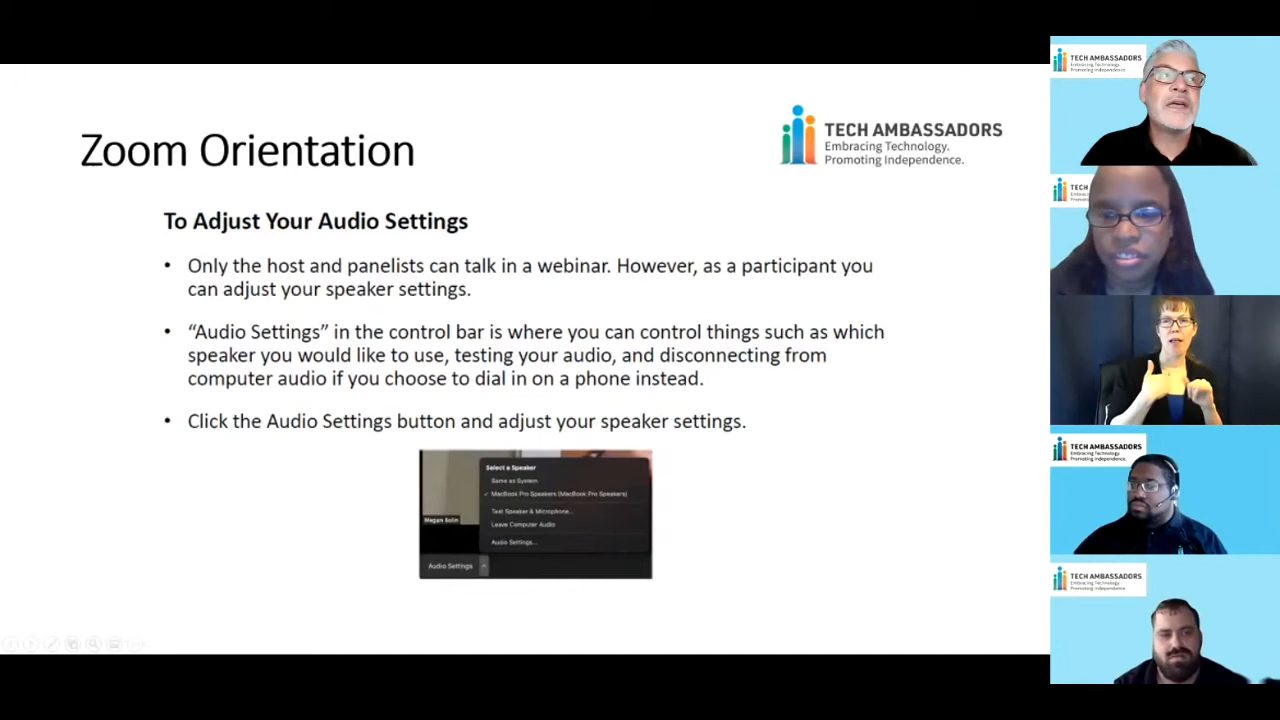 Zoom Orientation
TECH AMBASSADORS
Embracing Technology.
Promoting Independence.
To Adjust Your Audio Settings
• Only the host and panelists can talk in a webinar. However, as a participant you
can adjust your speaker settings.
• “Audio Settings” in the control bar is where you can control things such as which
speaker you would like to use, testing your audio, and disconnecting from
computer audio if you choose to dial in on a phone instead.
• Click the Audio Settings button and adjust your speaker settings.
Select a Speaker
Same as System
✓ MacBook Pro Speakers (MacBook Pro Speakers)
Test Speaker & Microphone...
Leave Computer Audio
Audio Settings...
Megan Bolin
Audio Settings
TECH AMBASSADORS
Embracing Technology.
Promoting Independence.
TECH
TECH AMBASSADORS
Embracing Technology.
Promoting Independence.
TECH AMBASSADORS
Embracing Technology.
Promoting Independence.